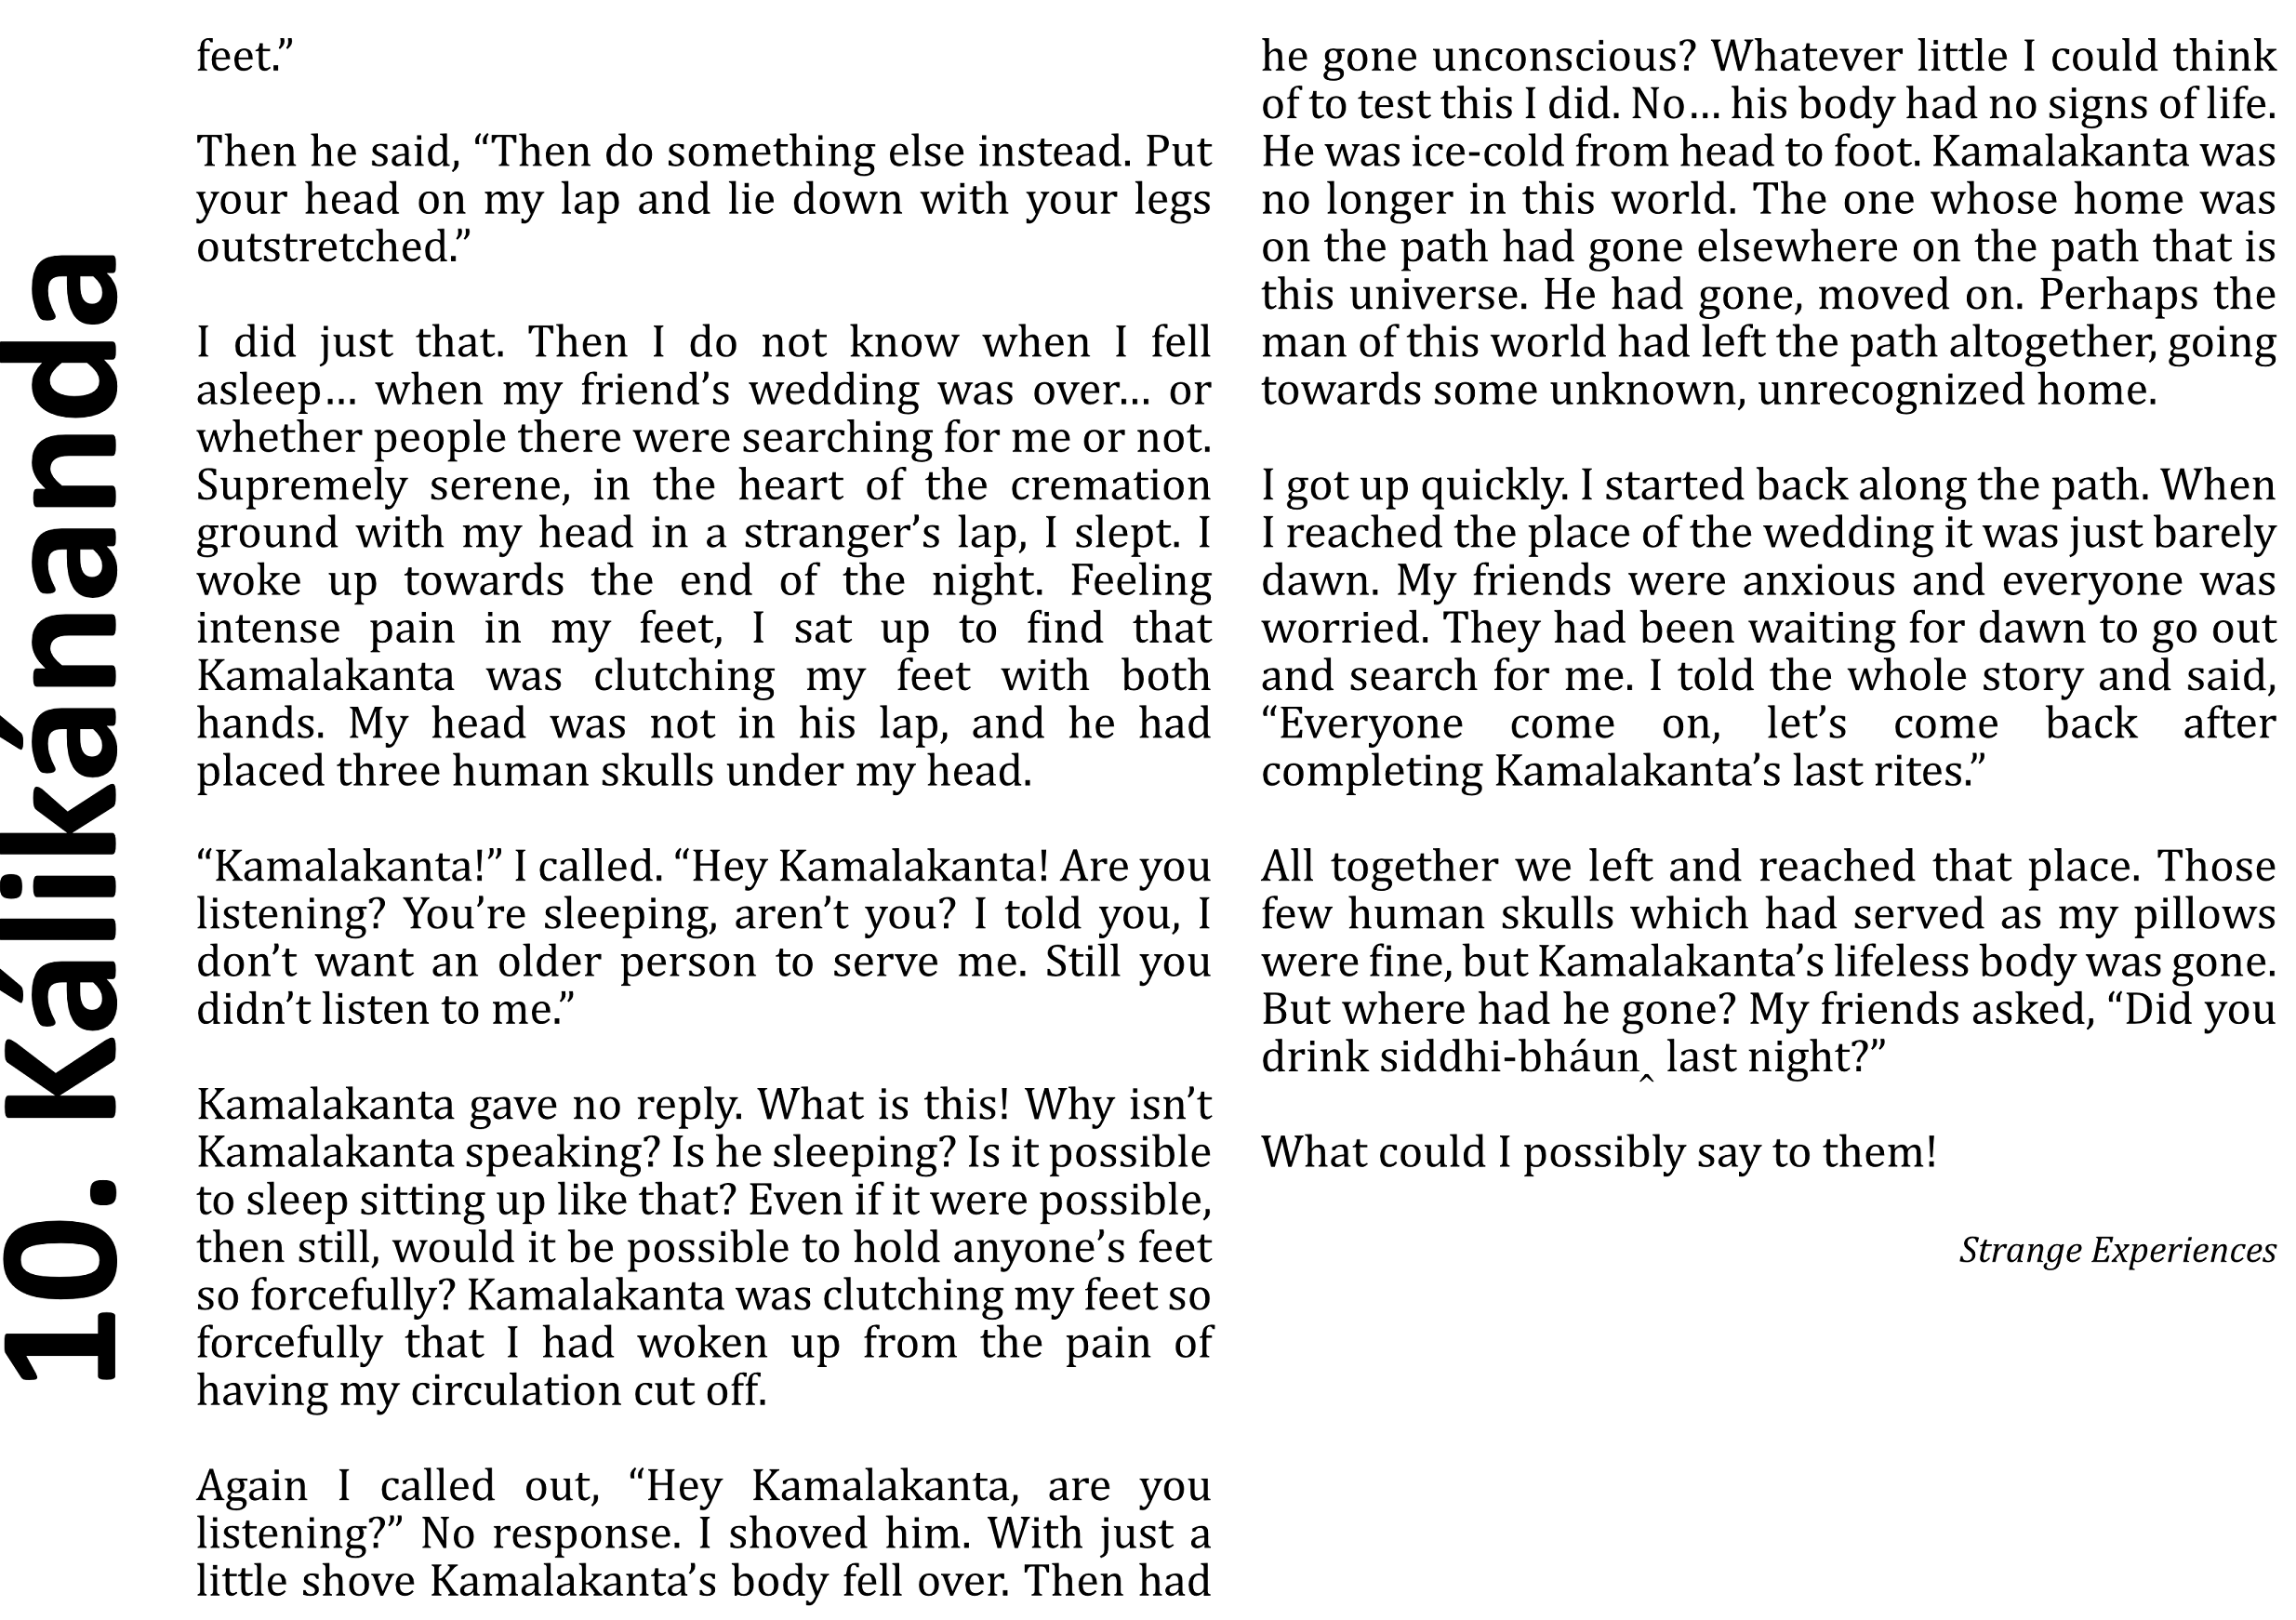 10. Kálikánanda
feet.”
Then he said, “Then do something else instead. Put
your head on my lap and lie down with your legs
outstretched.”
I did just that. Then I do not know when I fell
asleep… when my friend’s wedding was over… or
whether people there were searching for me or not.
Supremely serene, in the heart of the cremation
ground with my head in a stranger’s lap, I slept. I
woke up towards the end of the night. Feeling
intense pain in my feet, I sat up to find that
Kamalakanta was clutching my feet with both
hands. My head was not in his lap, and he had
placed three human skulls under my head.
“Kamalakanta!” I called. “Hey Kamalakanta! Are you
listening? You’re sleeping, aren’t you? I told you, I
don’t want an older person to serve me. Still you
didn’t listen to me.”
Kamalakanta gave no reply. What is this! Why isn’t
Kamalakanta speaking? Is he sleeping? Is it possible
to sleep sitting up like that? Even if it were possible,
then still, would it be possible to hold anyone’s feet
so forcefully? Kamalakanta was clutching my feet so
forcefully that I had woken up from the pain of
having my circulation cut off.
Again I called out, “Hey Kamalakanta, are you
listening?” No response. I shoved him. With just a
little shove Kamalakanta’s body fell over. Then had
he gone unconscious? Whatever little I could think
of to test this I did. No… his body had no signs of life.
He was ice-cold from head to foot. Kamalakanta was
no longer in this world. The one whose home was
on the path had gone elsewhere on the path that is
this universe. He had gone, moved on. Perhaps the
man of this world had left the path altogether, going
towards some unknown, unrecognized home.
I got up quickly. I started back along the path. When
I reached the place of the wedding it was just barely
dawn. My friends were anxious and everyone was
worried. They had been waiting for dawn to go out
and search for me. I told the whole story and said,
“Everyone come on, let’s come back after
completing Kamalakanta’s last rites.”
All together we left and reached that place. Those
few human skulls which had served as my pillows
were fine, but Kamalakanta’s lifeless body was gone.
But where had he gone? My friends asked, “Did you
drink siddhi-bháun‸ last night?”
What could I possibly say to them!
Strange Experiences